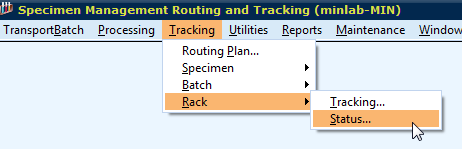 Specimen Management Routing and Tracking (minlab-MIN)
TransportBatch Processing Tracking Utilities Reports Maintenance Window
Routing Plan...
Specimen
Batch
Rack
Tracking...
Status...